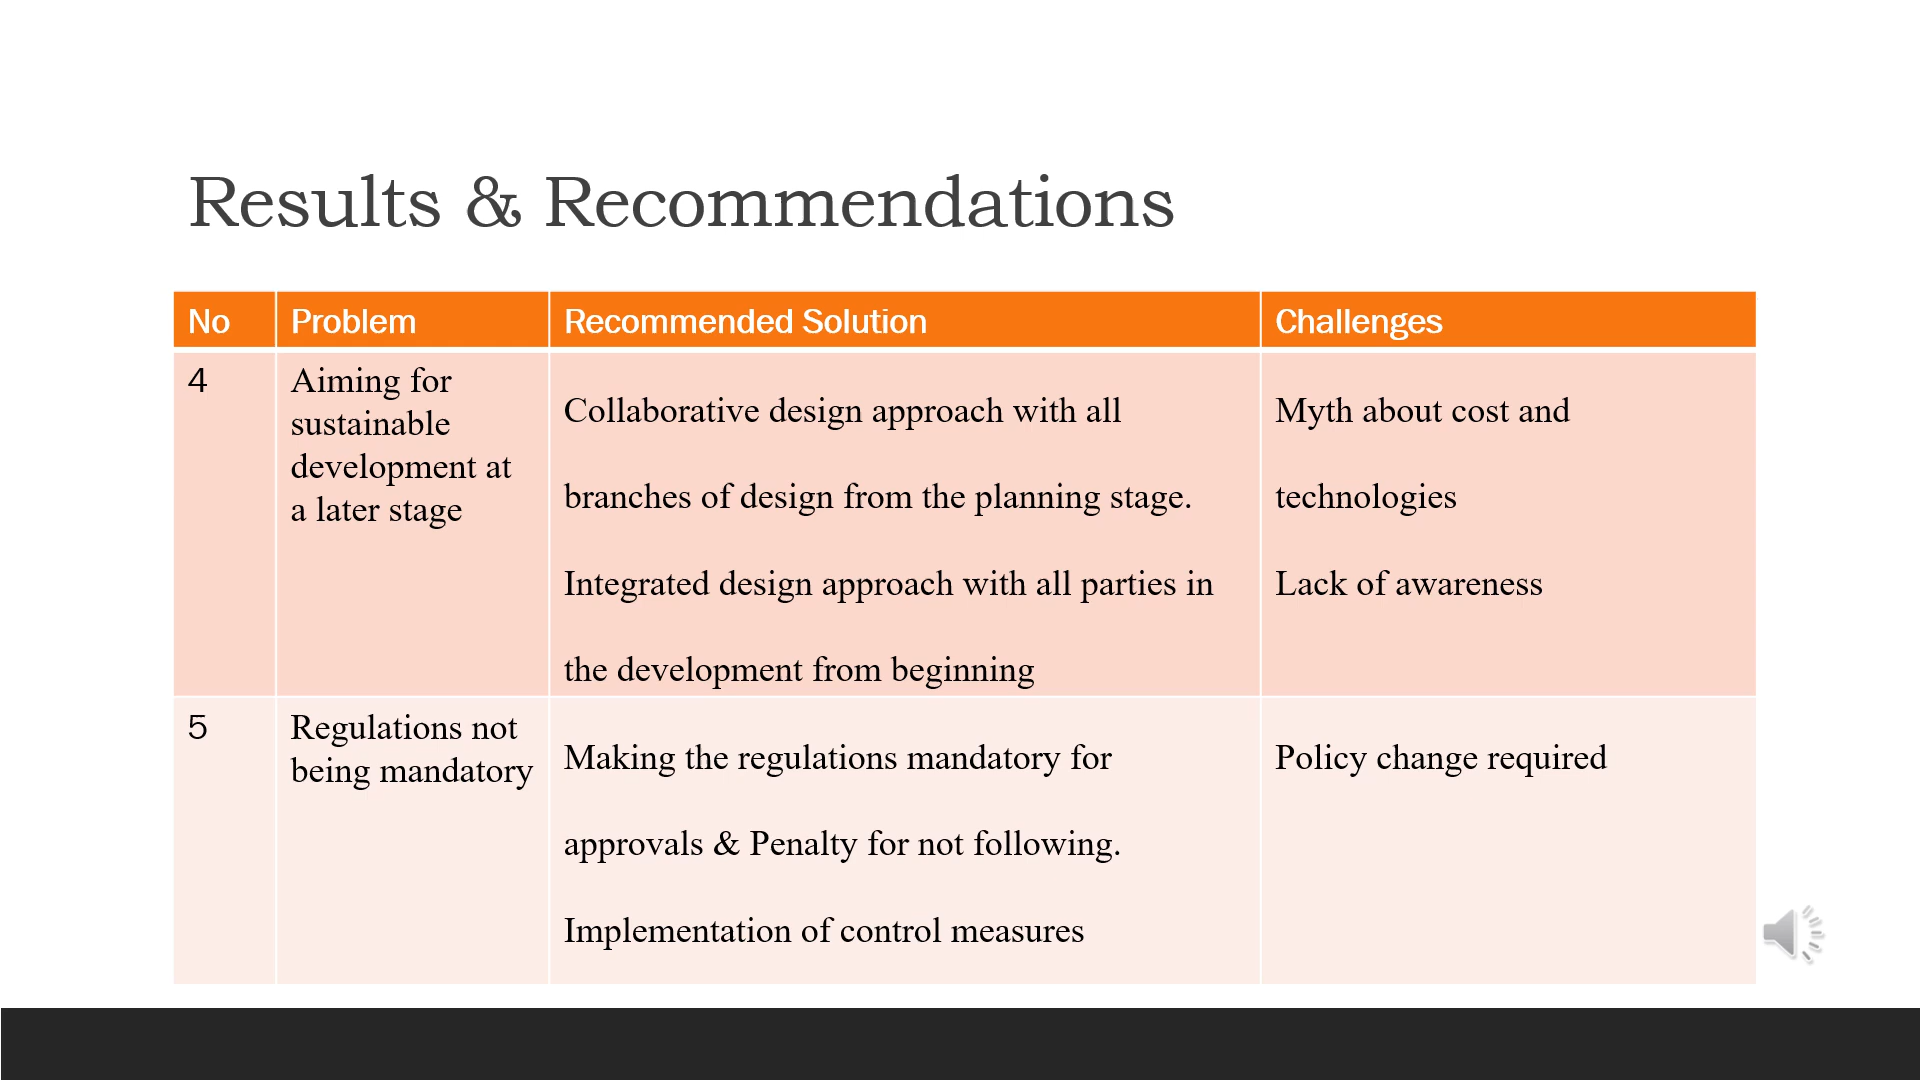 Results & Recommendations
No
Problem
Recommended Solution
Challenges
4
Aiming for
sustainable
development at
a later stage
Collaborative design approach with all
branches of design from the planning stage.
Integrated design approach with all parties in
the development from beginning
Myth about cost and
technologies
Lack of awareness
5
Regulations not
being mandatory
Making the regulations mandatory for
approvals & Penalty for not following.
Implementation of control measures
Policy change required